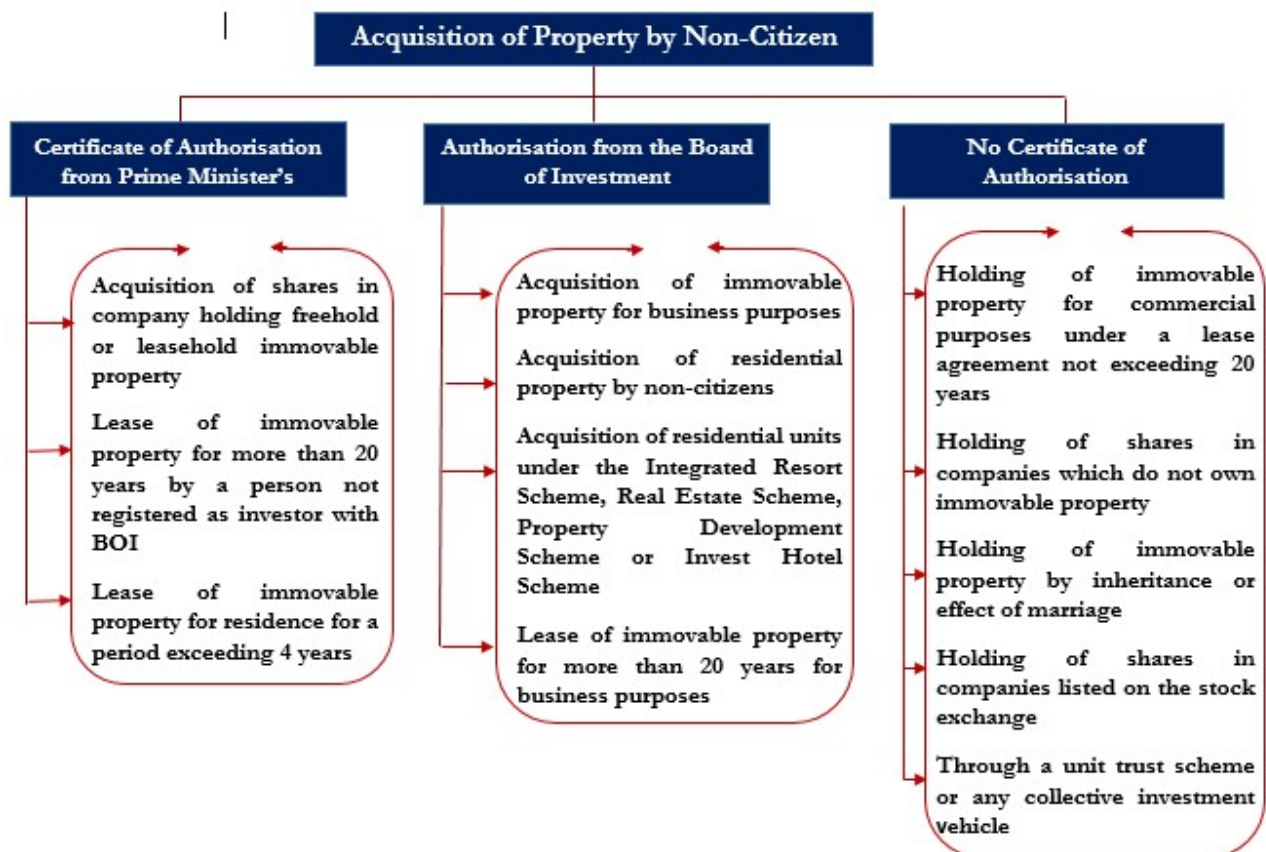 Acquisition of Property by Non-Citizen
Certificate of Authorisation
from Prime Minister's
Acquisition of shares in
company holding freehold
or leasehold immovable
property
Lease of immovable
property for more than 20
years by a person not
registered as investor with
BOI
Lease of immovable
property for residence for a
period exceeding 4 years
Authorisation from the Board
of Investment
Acquisition of immovable
property for business purposes
Acquisition of residential
property by non-citizens
Acquisition of residential units
under the Integrated Resort
Scheme, Real Estate Scheme,
Property Development
Scheme or Invest Hotel
Scheme
Lease of immovable property
for more than 20 years for
business purposes
No Certificate of
Authorisation
Holding of immovable
property for commercial
purposes under a lease
agreement not exceeding 20
years
Holding of shares in
companies which do not own
immovable property
Holding of immovable
property by inheritance or
effect of marriage
Holding of shares in
companies listed on the stock
exchange
Through a unit trust scheme
or any collective investment
vehicle